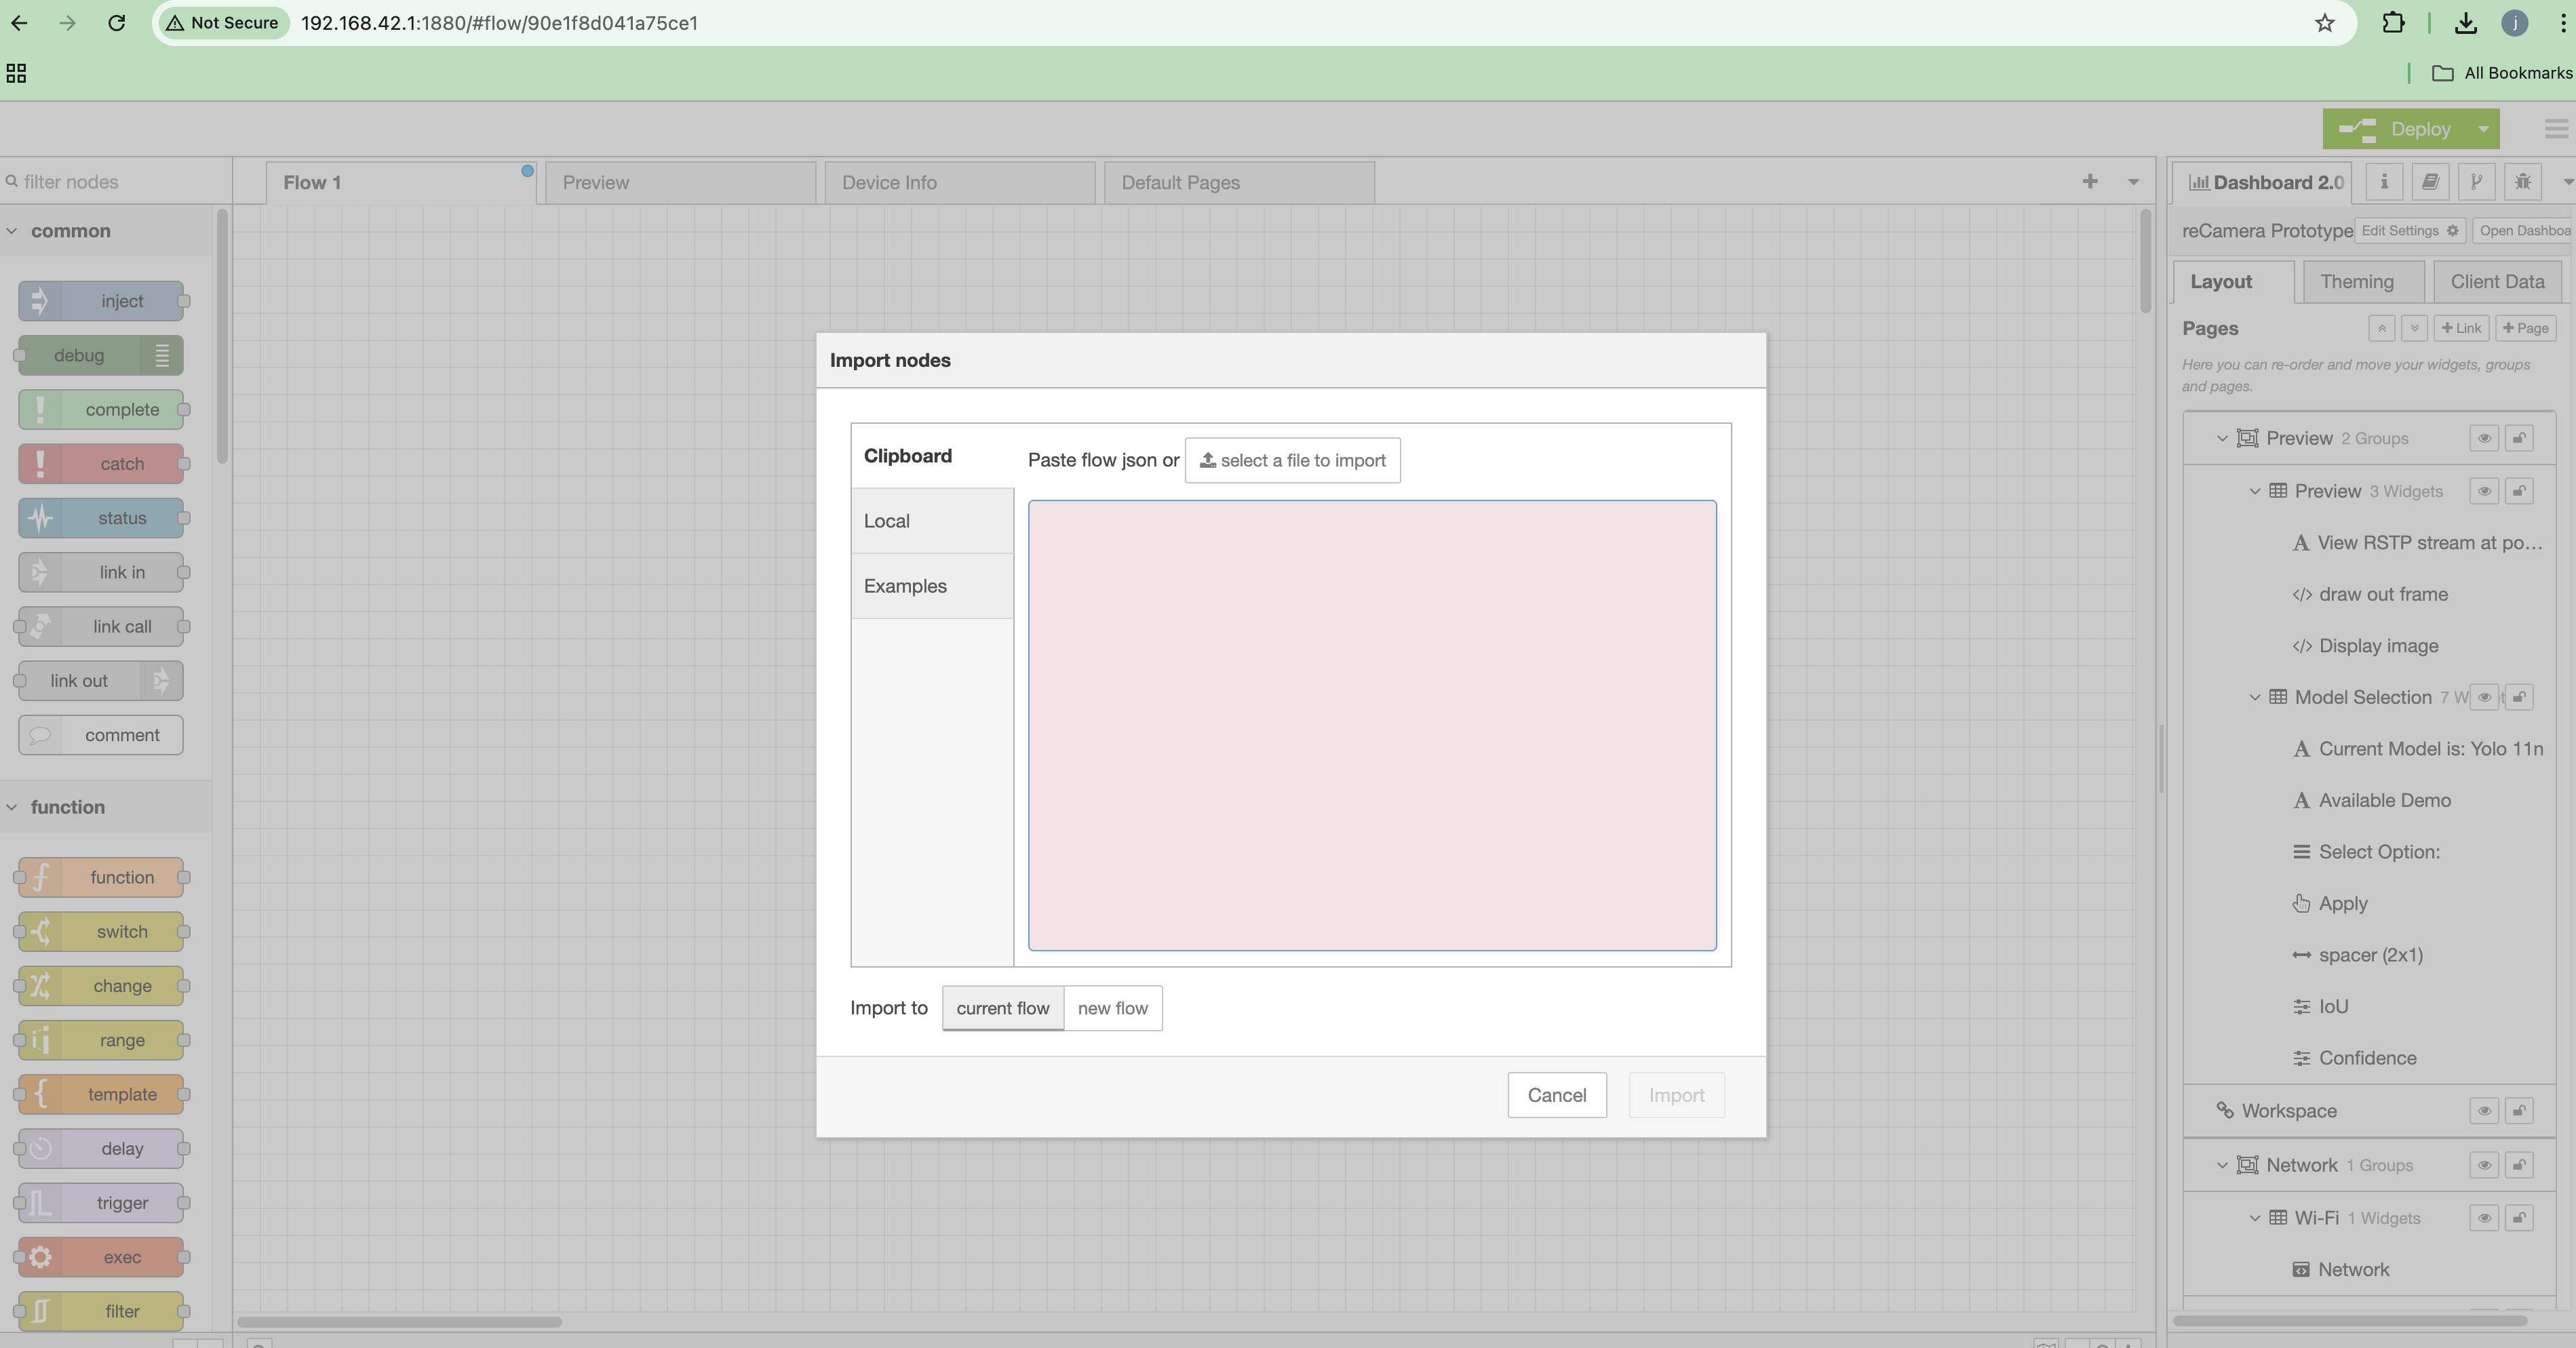 Not Secure 192.168.42.1:1880/#flow/90e1f8d041a75ce1 j
All Bookmarks
Deploy
filter nodes
Flow 1 Preview Device Info Default Pages
common
inject
debug
complete
catch
status
link in
link call
link out
comment
function
function
switch
change
range
template
delay
trigger
exec
filter
Import nodes
Clipboard
Local
Examples
Paste flow json or select a file to import
Import to current flow new flow
Cancel Import
Dashboard 2.0
reCamera Prototype Edit Settings Open Dashboa
Layout Theming Client Data
Pages Link Page
Here you can re-order and move your widgets, groups
and pages.
Preview 2 Groups
Preview 3 Widgets
View RSTP stream at po...
draw out frame
Display image
Model Selection 7 W t
Current Model is: Yolo 11n
Available Demo
Select Option:
Apply
spacer (2x1)
IoU
Confidence
Workspace
Network 1 Groups
Wi-Fi 1 Widgets
Network